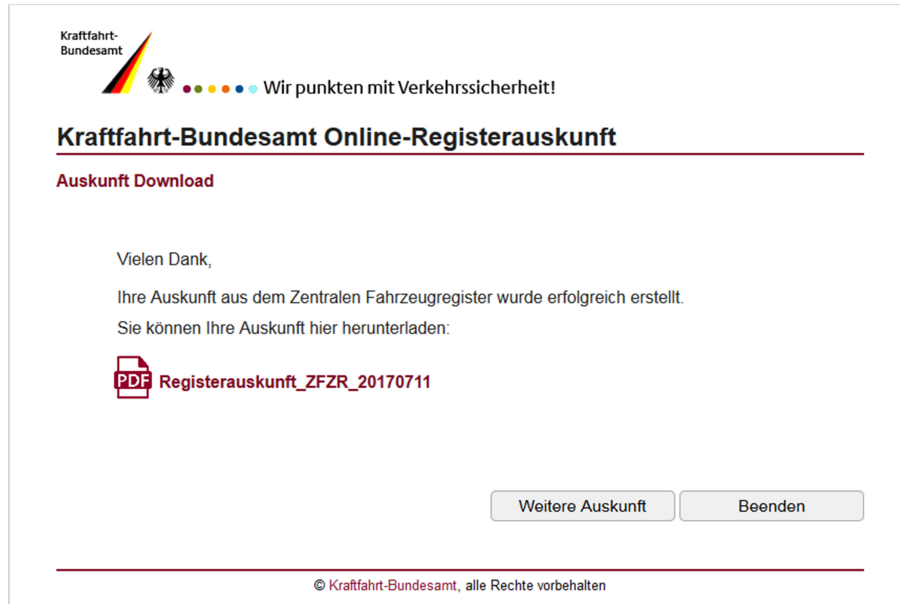 Kraftfahrt-
Bundesamt
Wir punkten mit Verkehrssicherheit!
Kraftfahrt-Bundesamt Online-Registerauskunft
Auskunft Download
Vielen Dank,
Ihre Auskunft aus dem Zentralen Fahrzeugregister wurde erfolgreich erstellt.
Sie können Ihre Auskunft hier herunterladen:
PDF Registerauskunft_ZFZR_20170711
Weitere Auskunft Beenden
© Kraftfahrt-Bundesamt, alle Rechte vorbehalten